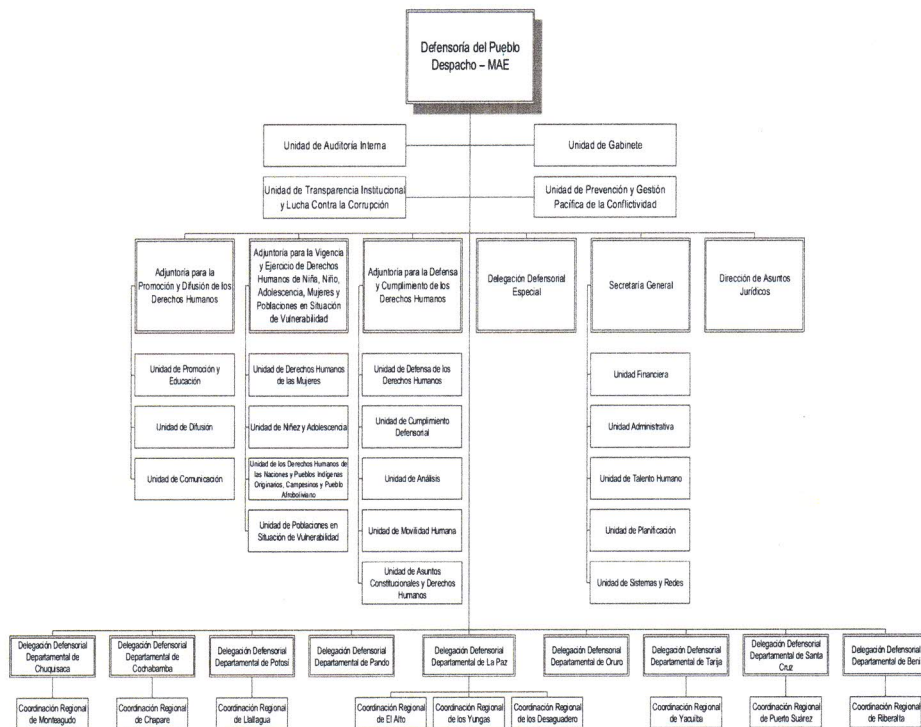 Defensoría del Pueblo
Despacho – MAE
Unidad de Auditoría Interna
Unidad de Gabinete
Unidad de Transparencia Institucional
y Lucha Contra la Corrupción
Unidad de Prevención y Gestión
Pacífica de la Conflictividad
Adjuntoría para la
Promoción y Difusión de los
Derechos Humanos
Adjuntoría para la Vigencia
y Ejercicio de Derechos
Humanos de Niña, Niño,
Adolescencia, Mujeres y
Poblaciones en Situación
de Vulnerabilidad
Adjuntoría para la Defensa
y Cumplimiento de los
Derechos Humanos
Delegación Defensorial
Especial
Secretaría General
Dirección de Asuntos
Jurídicos
Unidad de Promoción y
Educación
Unidad de Difusión
Unidad de Comunicación
Unidad de Derechos Humanos
de las Mujeres
Unidad de Niñez y Adolescencia
Unidad de los Derechos Humanos de
las Naciones y Pueblos Indígenas
Originarios, Campesinos y Pueblo
Afroboliviano
Unidad de Poblaciones en
Situación de Vulnerabilidad
Unidad de Defensa de los
Derechos Humanos
Unidad de Cumplimiento
Defensorial
Unidad de Análisis
Unidad de Movilidad Humana
Unidad de Asuntos
Constitucionales y Derechos
Humanos
Unidad Financiera
Unidad Administrativa
Unidad de Talento Humano
Unidad de Planificación
Unidad de Sistemas y Redes
Delegación Defensorial
Departamental de
Chuquisaca
Delegación Defensorial
Departamental de
Cochabamba
Delegación Defensorial
Departamental de Potosí
Delegación Defensorial
Departamental de Pando
Delegación Defensorial
Departamental de La Paz
Delegación Defensorial
Departamental de Oruro
Delegación Defensorial
Departamental de Tarija
Delegación Defensorial
Departamental de Santa
Cruz
Delegación Defensorial
Departamental de Beni
Coordinación Regional
de Monteagudo
Coordinación Regional
de Chapare
Coordinación Regional
de Llallagua
Coordinación Regional
de El Alto
Coordinación Regional
de los Yungas
Coordinación Regional
de los Desaguadero
Coordinación Regional
de Yacuiba
Coordinación Regional
de Puerto Suárez
Coordinación Regional
de Riberalta